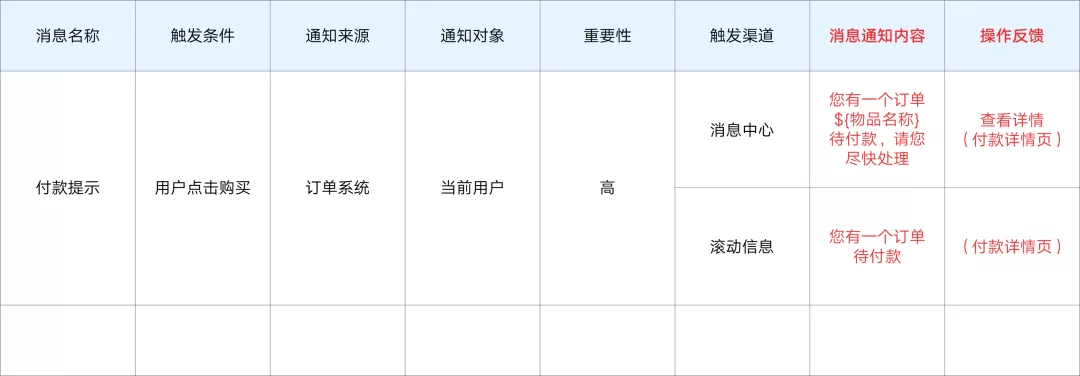 消息名称
触发条件
通知来源
通知对象
重要性
触发渠道
消息通知内容
操作反馈
付款提示
用户点击购买
订单系统
当前用户
高
消息中心
您有一个订单
${物品名称}
待付款，请您
尽快处理
查看详情
（付款详情页）
滚动信息
您有一个订单
待付款
（付款详情页）